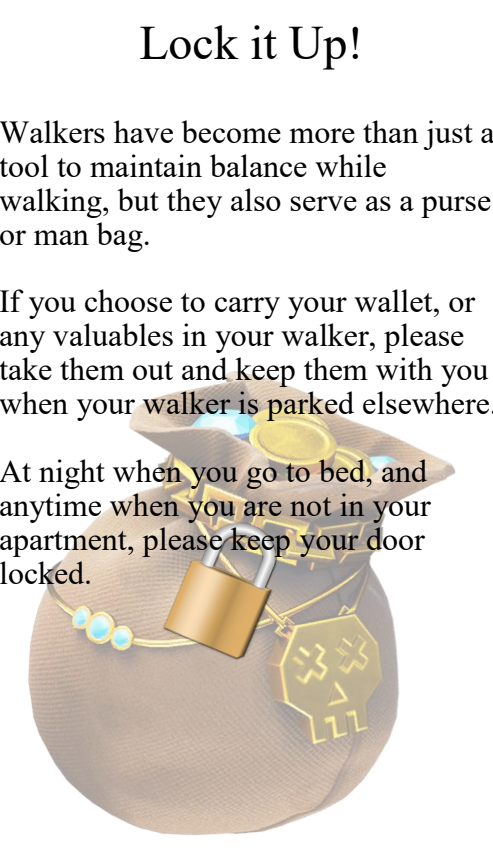 Lock it Up!
Walkers have become more than just a
tool to maintain balance while
walking, but they also serve as a purse
or man bag.
If you choose to carry your wallet, or
any valuables in your walker, please
take them out and keep them with you
when your walker is parked elsewhere.
At night when you go to bed, and
anytime when you are not in your
apartment, please keep your door
locked.